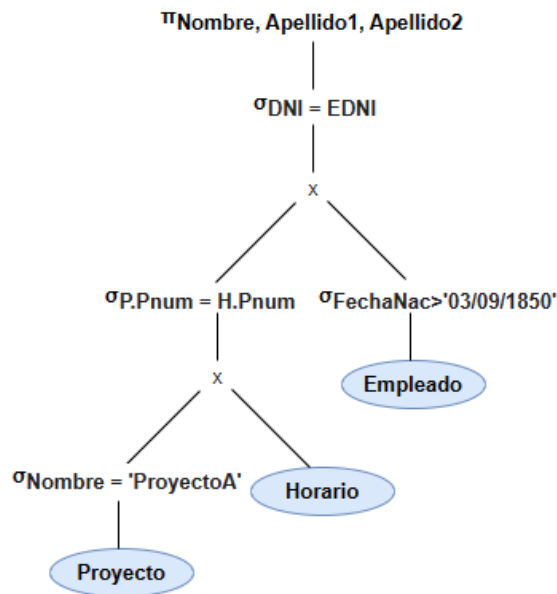 πNombre, Apellido1, Apellido2
σDNI = EDNI
X
σP.Pnum = H.Pnum
σFechaNac>'03/09/1850'
Empleado
X
σNombre = 'ProyectoA'
Horario
Proyecto